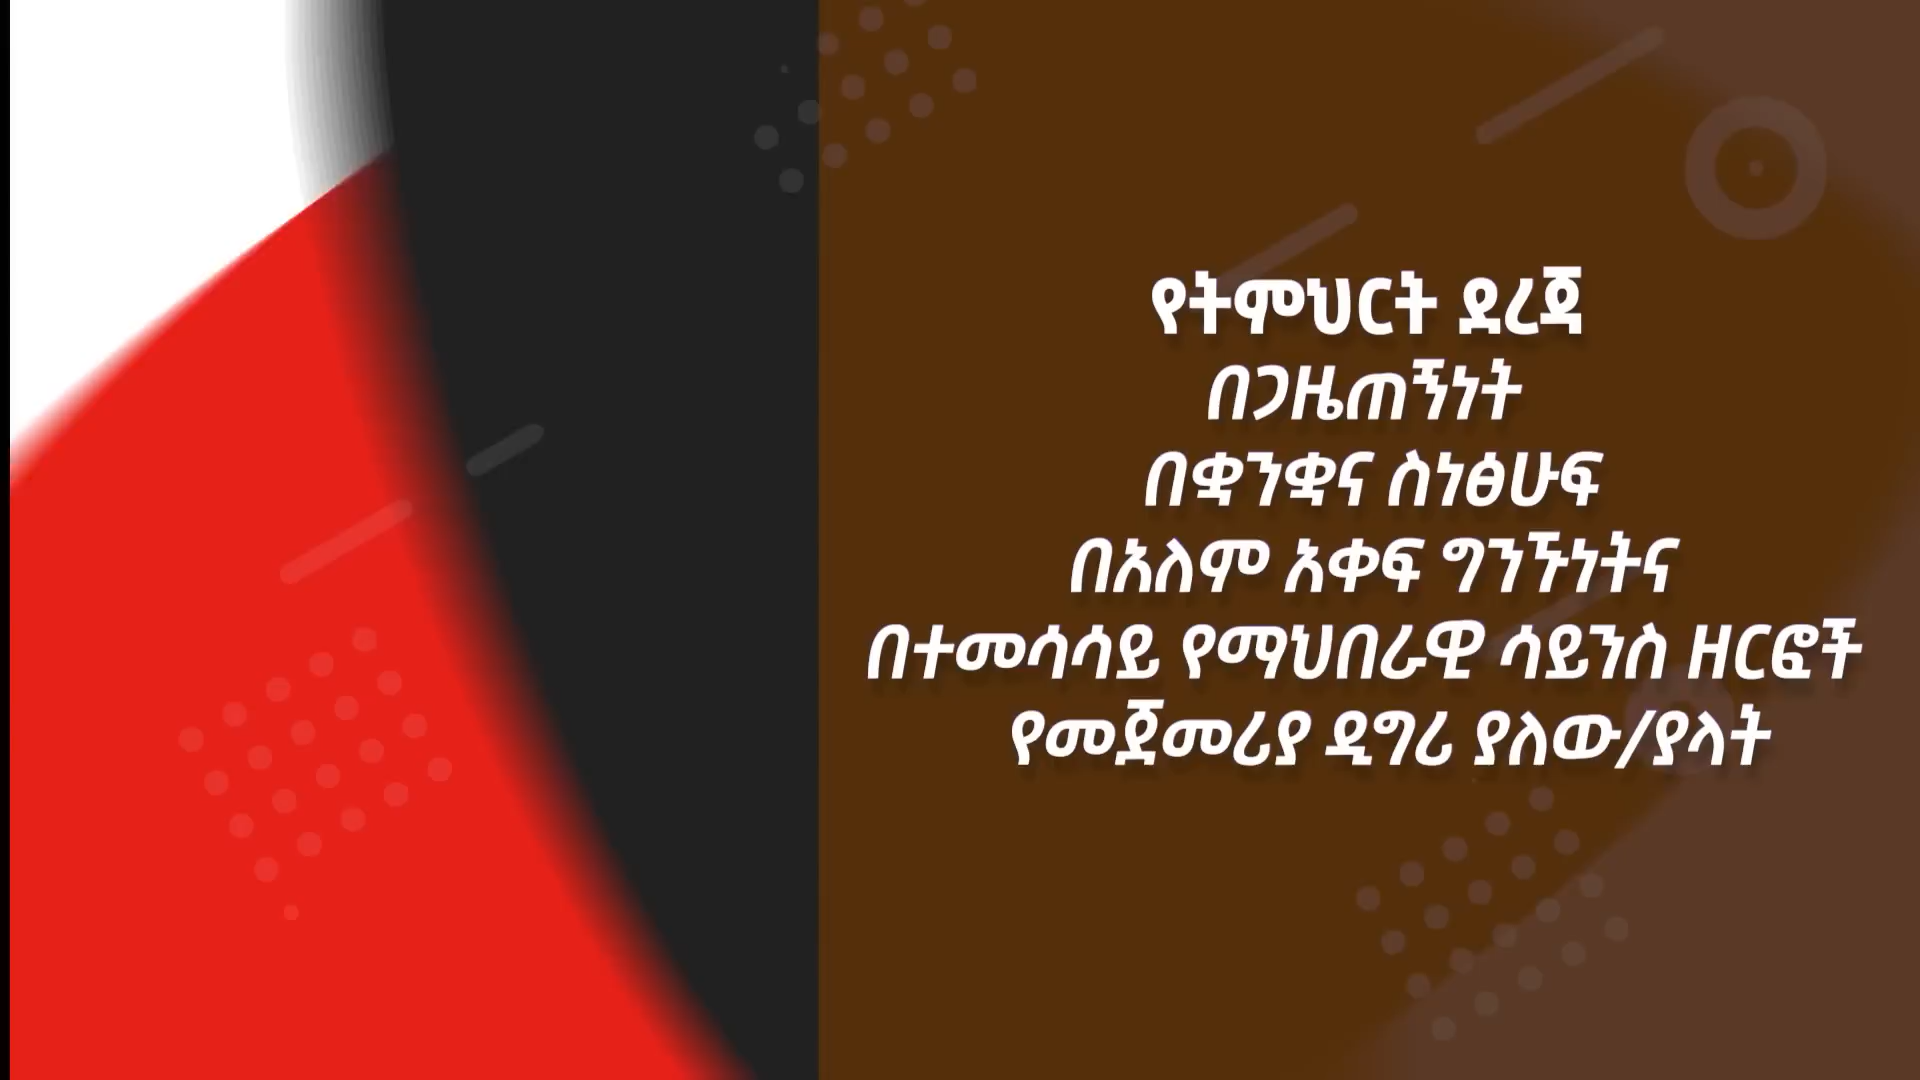 የትምህርት ደረጃ
በጋዜጠኝነት
በቋንቋና ስነፅሁፍ
በአለም አቀፍ ግንኙነትና
በተመሳሳይ የማህበራዊ ሳይንስ ዘርፎች
የመጀመሪያ ዲግሪ ያለው/ያላት